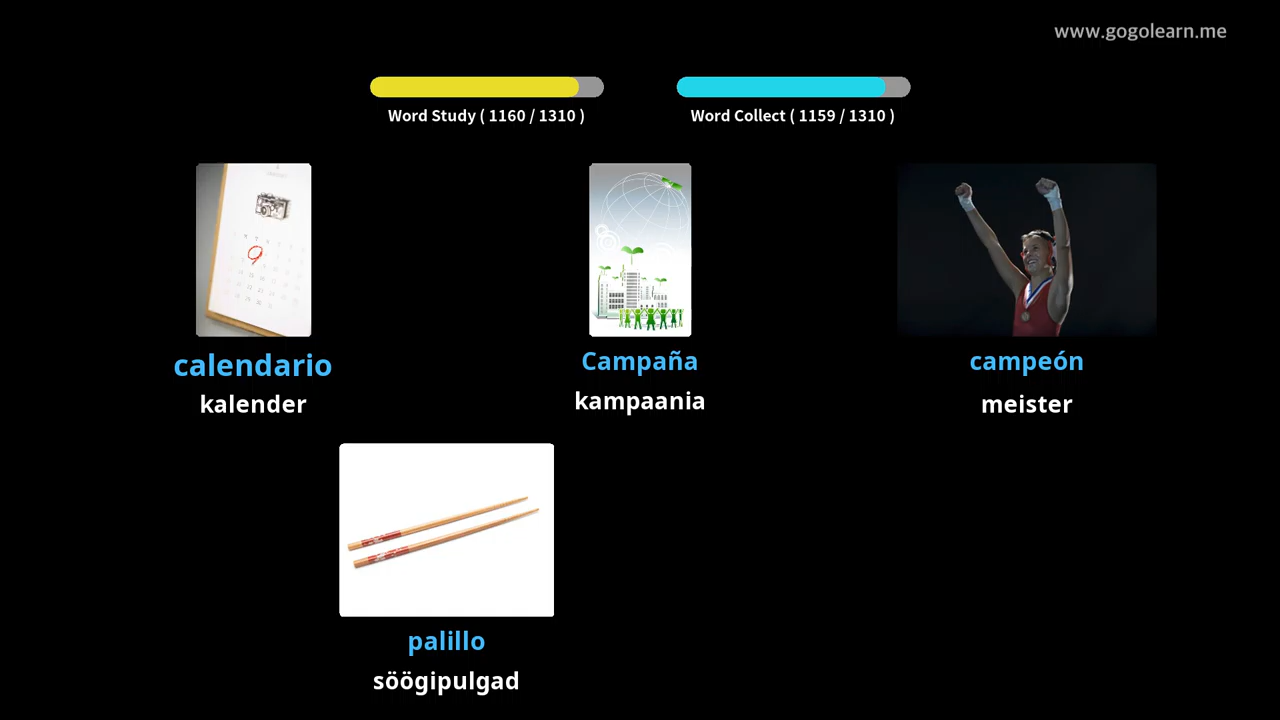 www.gogolearn.me
Word Study ( 1160 / 1310 )
Word Collect ( 1159 / 1310 )
calendario
kalender
Campaña
kampaania
campeón
meister
palillo
söögipulgad